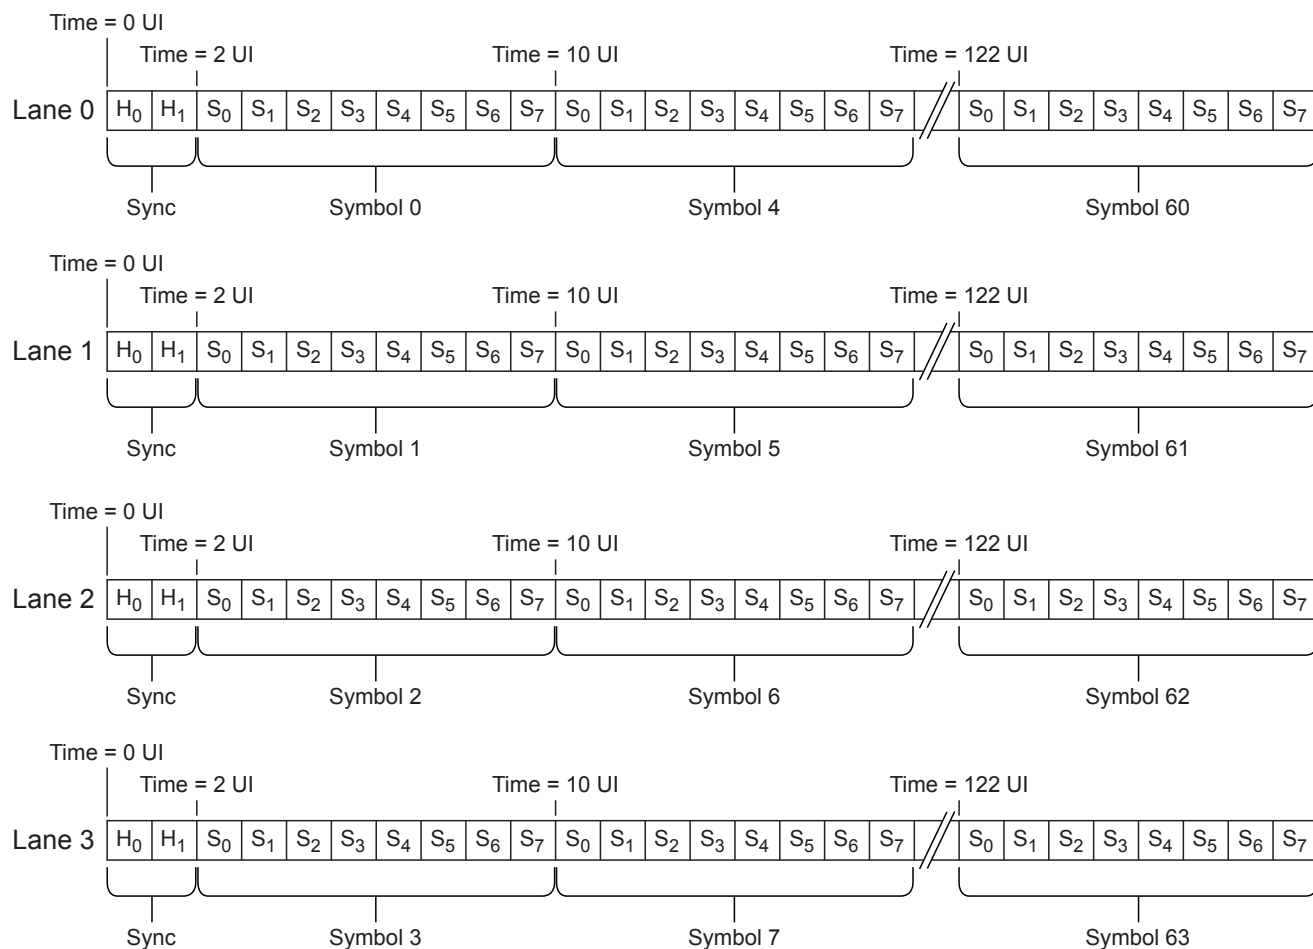 Time = 0 UI
Time = 2 UI Time = 10 UI Time = 122 UI
Lane 0 H₀ H₁ S₀ S₁ S₂ S₃ S₄ S₅ S₆ S₇ S₀ S₁ S₂ S₃ S₄ S₅ S₆ S₇ S₀ S₁ S₂ S₃ S₄ S₅ S₆ S₇
Sync Symbol 0 Symbol 4 Symbol 60
Time = 0 UI
Time = 2 UI Time = 10 UI Time = 122 UI
Lane 1 H₀ H₁ S₀ S₁ S₂ S₃ S₄ S₅ S₆ S₇ S₀ S₁ S₂ S₃ S₄ S₅ S₆ S₇ S₀ S₁ S₂ S₃ S₄ S₅ S₆ S₇
Sync Symbol 1 Symbol 5 Symbol 61
Time = 0 UI
Time = 2 UI Time = 10 UI Time = 122 UI
Lane 2 H₀ H₁ S₀ S₁ S₂ S₃ S₄ S₅ S₆ S₇ S₀ S₁ S₂ S₃ S₄ S₅ S₆ S₇ S₀ S₁ S₂ S₃ S₄ S₅ S₆ S₇
Sync Symbol 2 Symbol 6 Symbol 62
Time = 0 UI
Time = 2 UI Time = 10 UI Time = 122 UI
Lane 3 H₀ H₁ S₀ S₁ S₂ S₃ S₄ S₅ S₆ S₇ S₀ S₁ S₂ S₃ S₄ S₅ S₆ S₇ S₀ S₁ S₂ S₃ S₄ S₅ S₆ S₇
Sync Symbol 3 Symbol 7 Symbol 63